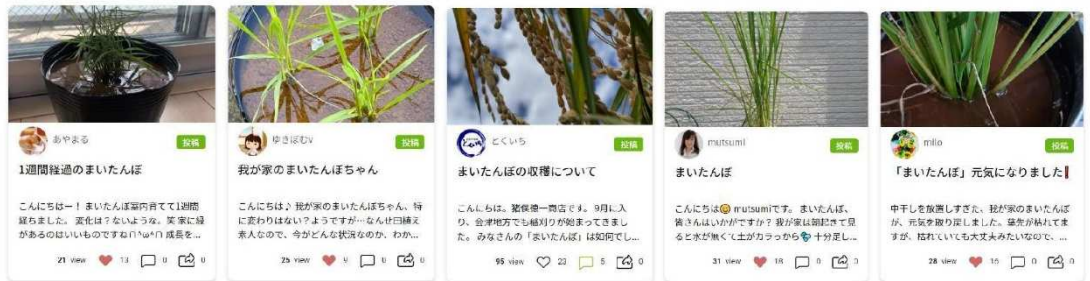 あやまる
投稿
1週間経過のまいたんぼ
こんにちはー！ まいたんぼ室内育てて1週間
経ちました。 変化は？ないような。笑 家に緑
があるのはいいものですね∩^ω^∩ 成長を...
21 view 13 0 0
ゆきぽむv
投稿
我が家のまいたんぼちゃん
こんにちは♪ 我が家のまいたんぼちゃん、特
に変わりはない？ようですが…なんせ田植え
素人なので、今がどんな状況なのか、わか...
25 view 9 0 0
とくいち
投稿
まいたんぼの収穫について
こんにちは。猪俣徳一商店です。 9月に入
り、会津地方でも稲刈りが始まってきまし
た。 みなさんの「まいたんぼ」は如何でし...
95 view 23 5 0
mutsumi
投稿
まいたんぼ
こんにちは😄 mutsumiです。 まいたんぼ、
皆さんはいかがですか？ 我が家は朝起きて見
ると水が無くて土がカラっから💦 十分足し...
31 view 18 0 0
milo
投稿
「まいたんぼ」元気になりました❗
中干しを放置しすぎた、我が家のまいたんぼ
が、元気を取り戻しました。葉先が枯れてま
すが、枯れていても大丈夫みたいなので、...
28 view 16 0 0